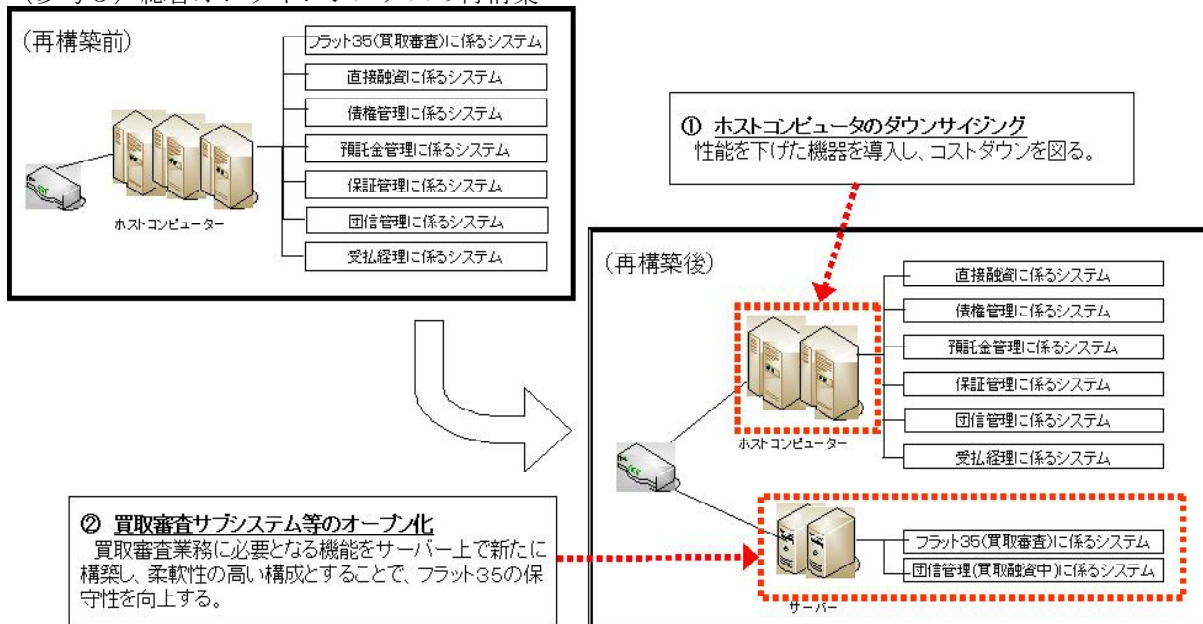 (再構築前)
フラット35(買取審査)に係るシステム
直接融資に係るシステム
債権管理に係るシステム
預託金管理に係るシステム
保証管理に係るシステム
団信管理に係るシステム
受払経理に係るシステム
ホストコンピューター
① ホストコンピュータのダウンサイジング
性能を下げた機器を導入し、コストダウンを図る。
(再構築後)
直接融資に係るシステム
債権管理に係るシステム
預託金管理に係るシステム
保証管理に係るシステム
団信管理に係るシステム
受払経理に係るシステム
ホストコンピューター
② 買取審査サブシステム等のオープン化
買取審査業務に必要となる機能をサーバー上で新たに
構築し、柔軟性の高い構成とすることで、フラット35の保
守性を向上する。
フラット35(買取審査)に係るシステム
団信管理(買取融資中)に係るシステム
サーバー